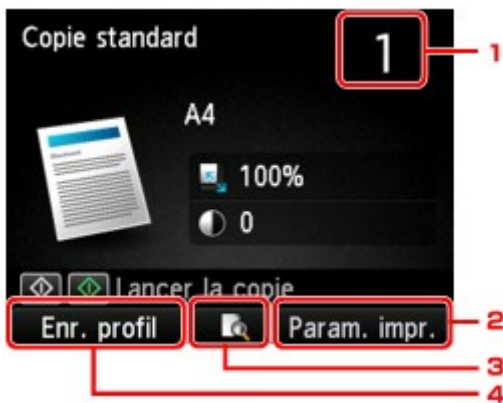 Copie standard
1
1
A4
100%
0
Lancer la copie
Enr. profil
Param. impr.
2
3
4